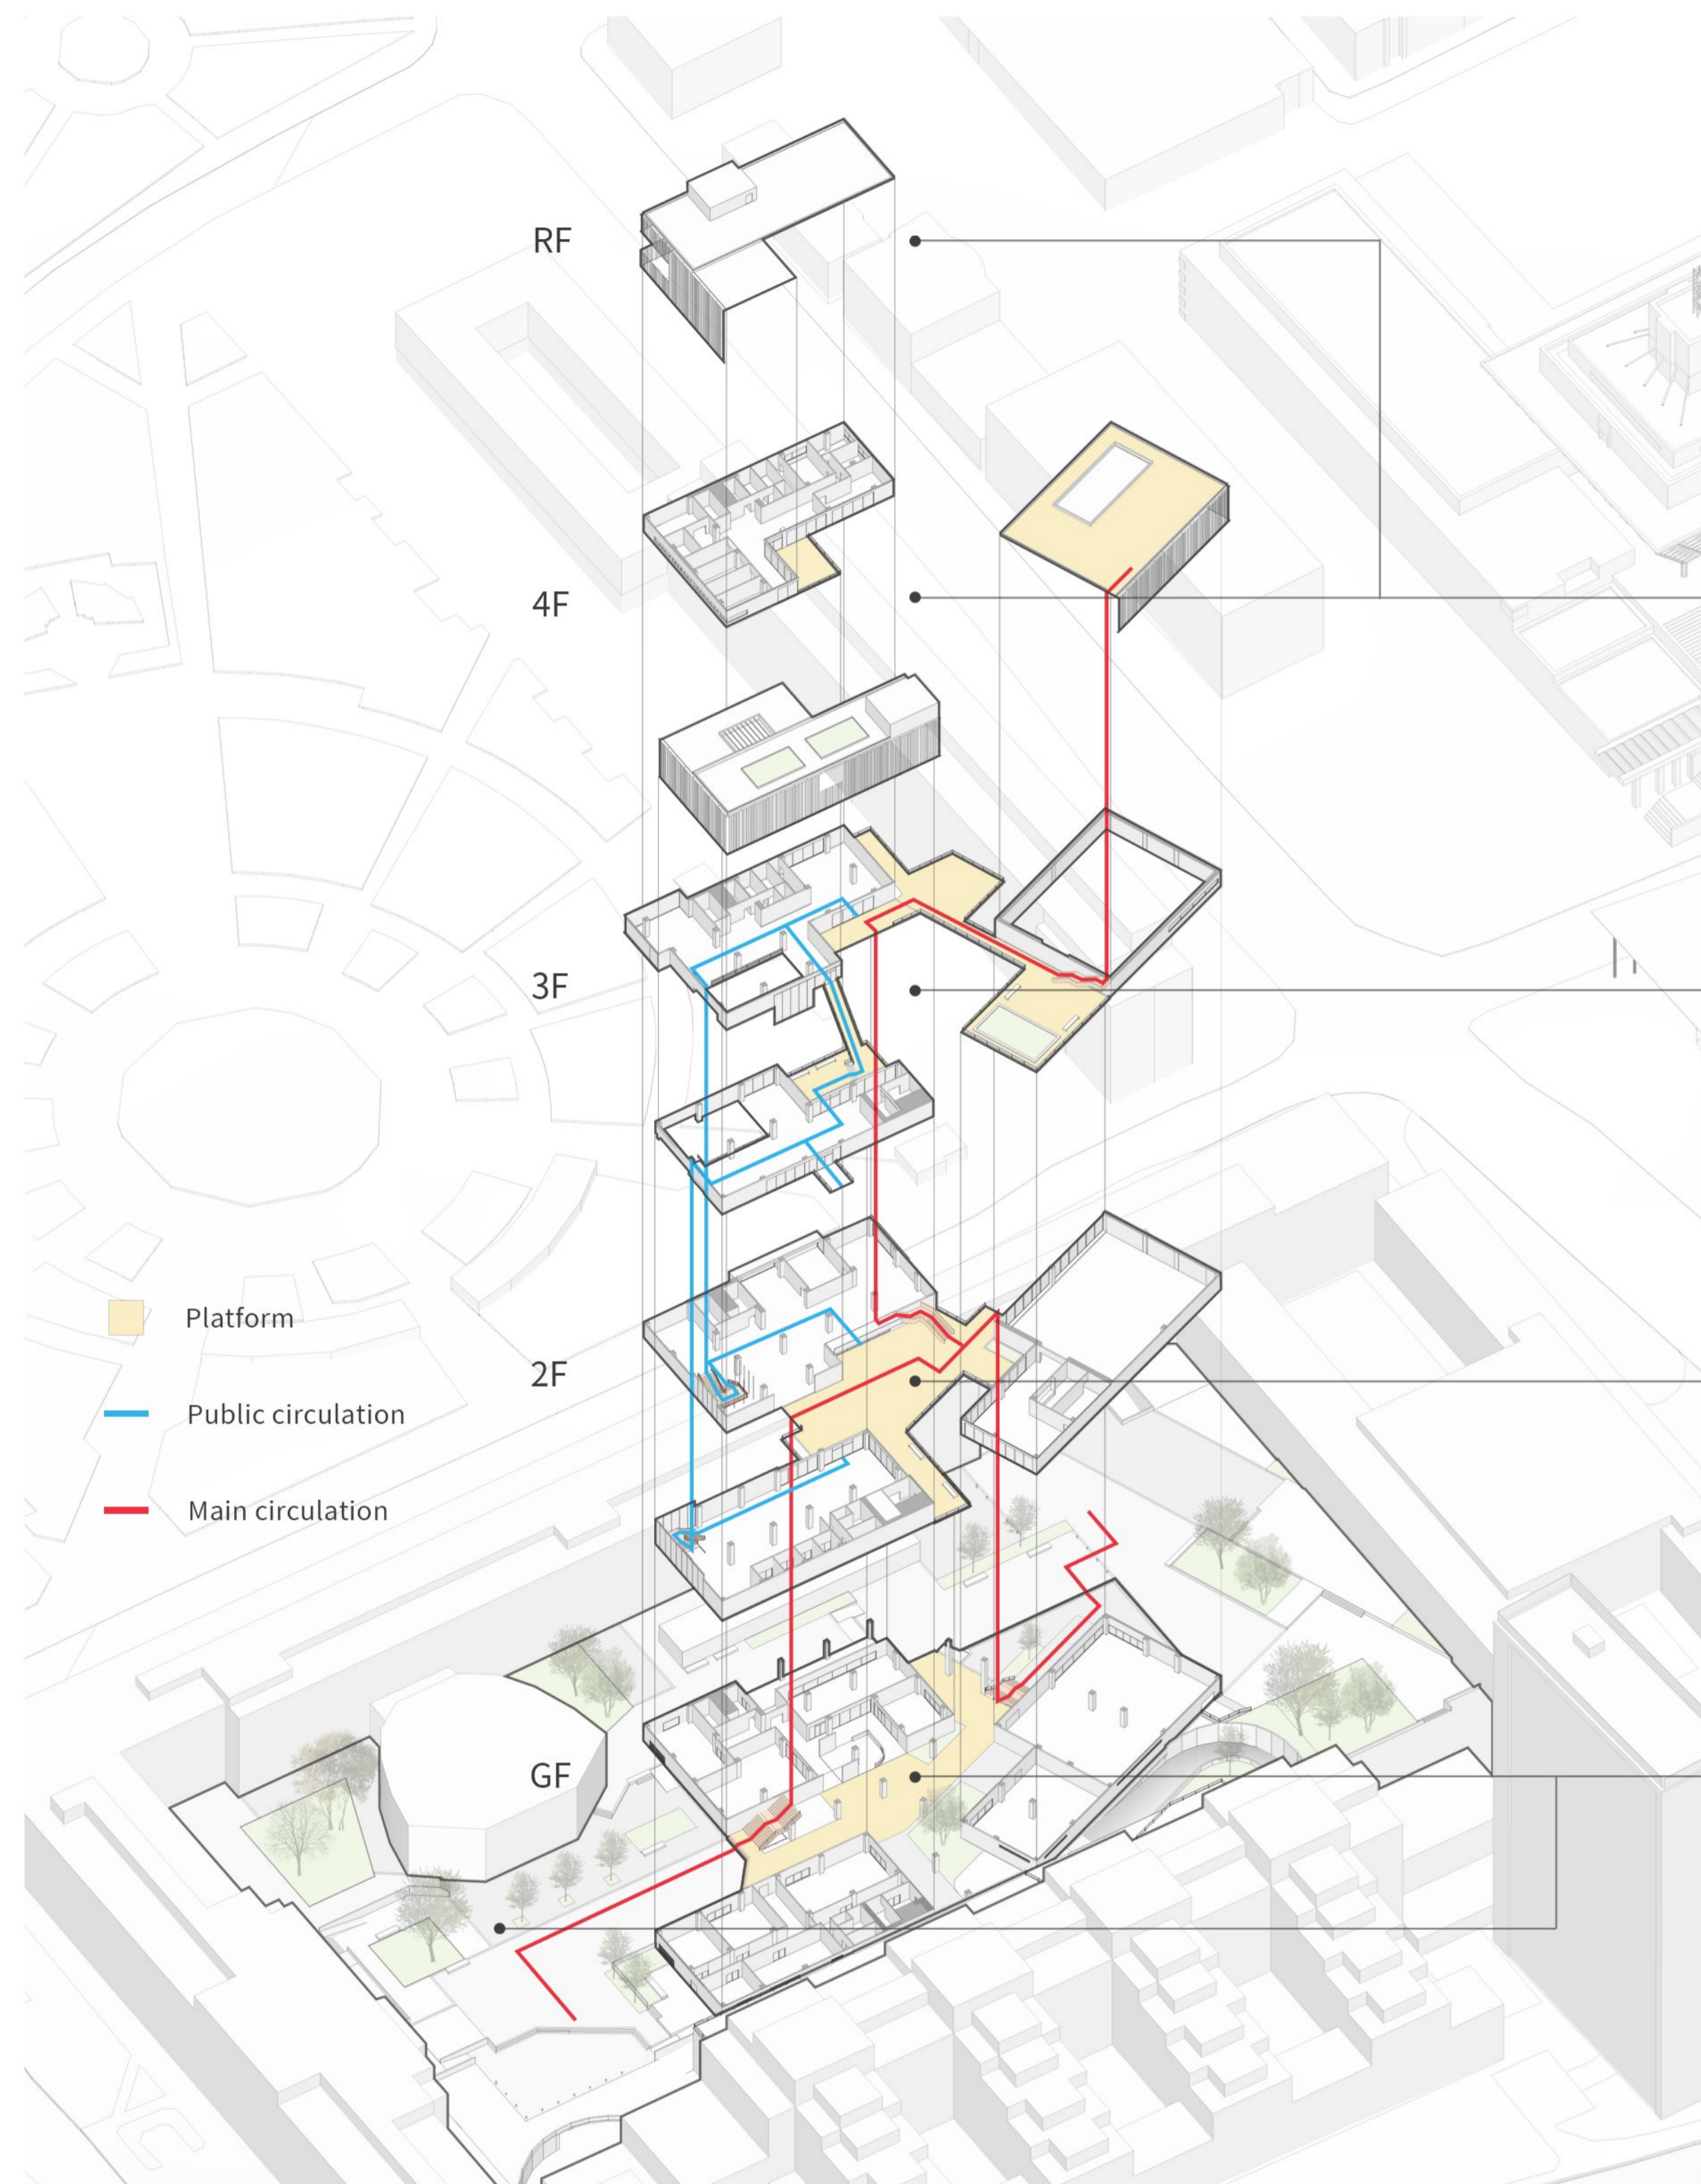 RF
4F
3F
2F
GF
Platform
Public circulation
Main circulation